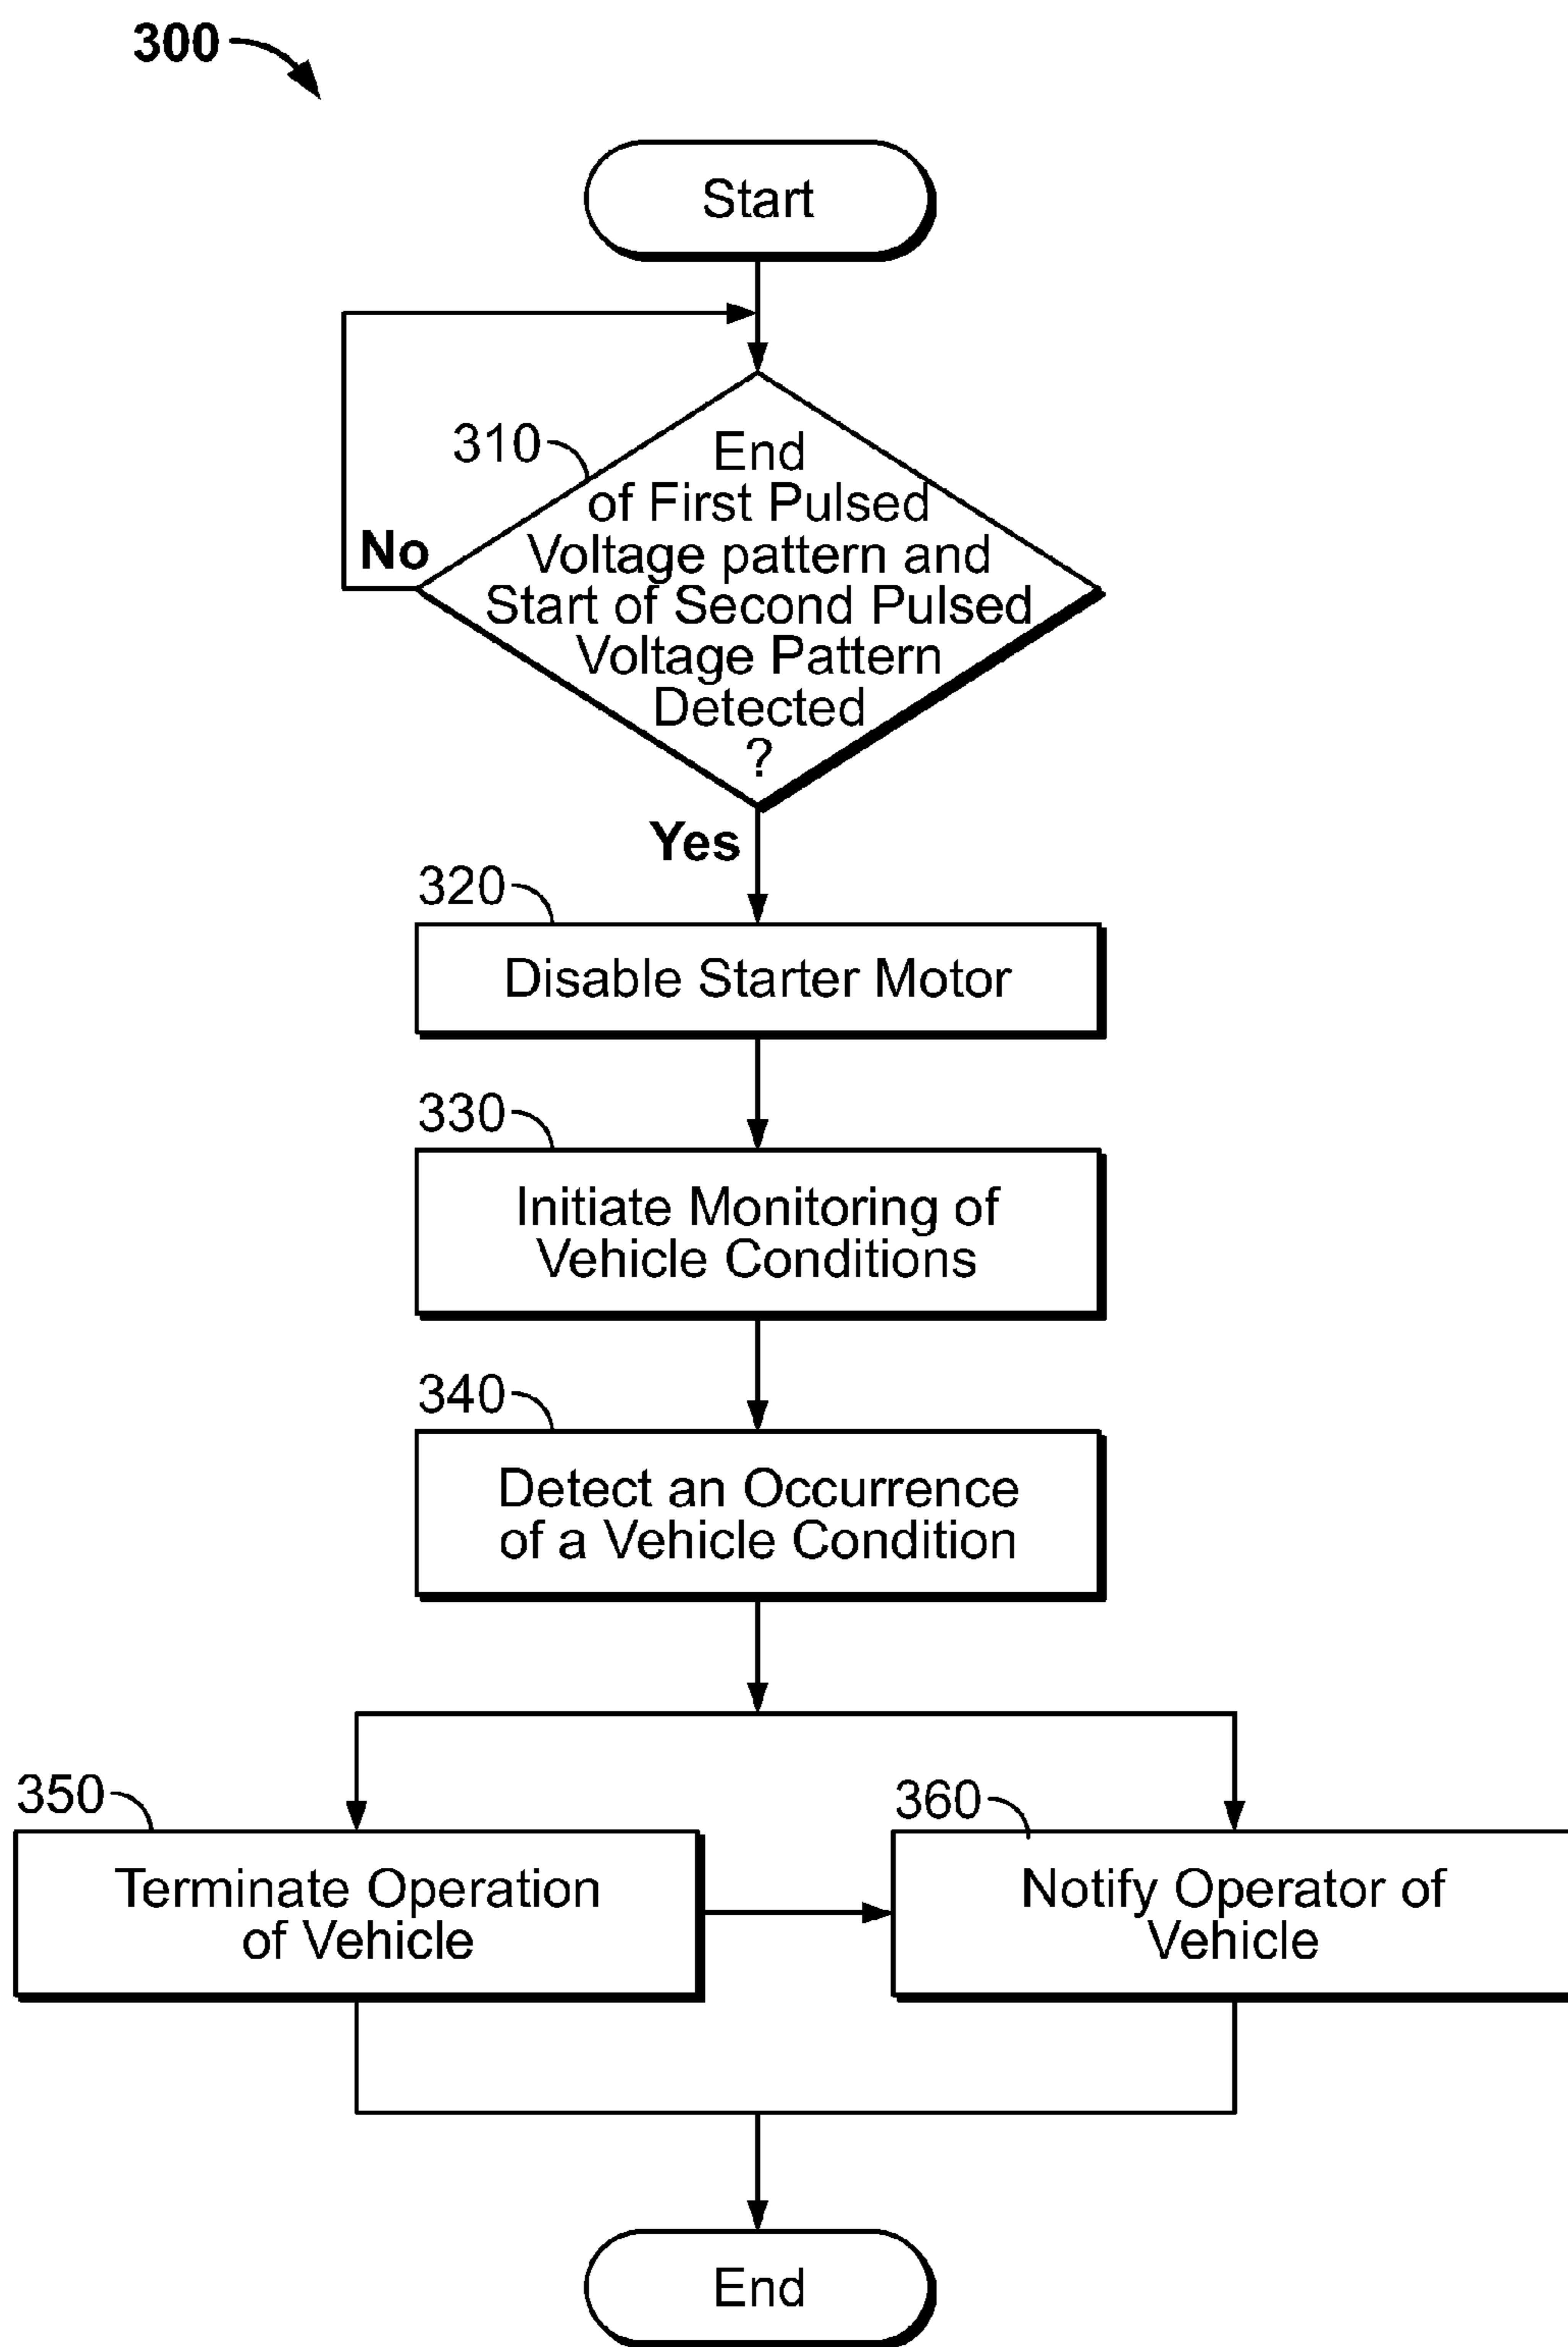 300
Start
310
End
of First Pulsed
Voltage pattern and
Start of Second Pulsed
Voltage Pattern
Detected
?
No
Yes
320
Disable Starter Motor
330
Initiate Monitoring of
Vehicle Conditions
340
Detect an Occurrence
of a Vehicle Condition
350
Terminate Operation
of Vehicle
360
Notify Operator of
Vehicle
End